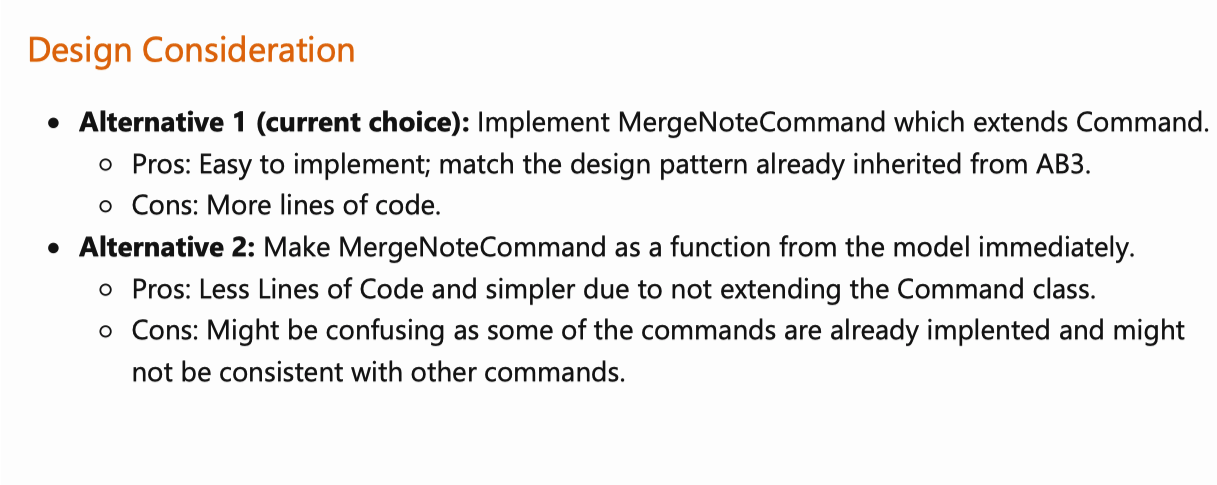 Design Consideration
• Alternative 1 (current choice): Implement MergeNoteCommand which extends Command.
○ Pros: Easy to implement; match the design pattern already inherited from AB3.
○ Cons: More lines of code.
• Alternative 2: Make MergeNoteCommand as a function from the model immediately.
○ Pros: Less Lines of Code and simpler due to not extending the Command class.
○ Cons: Might be confusing as some of the commands are already implented and might
not be consistent with other commands.